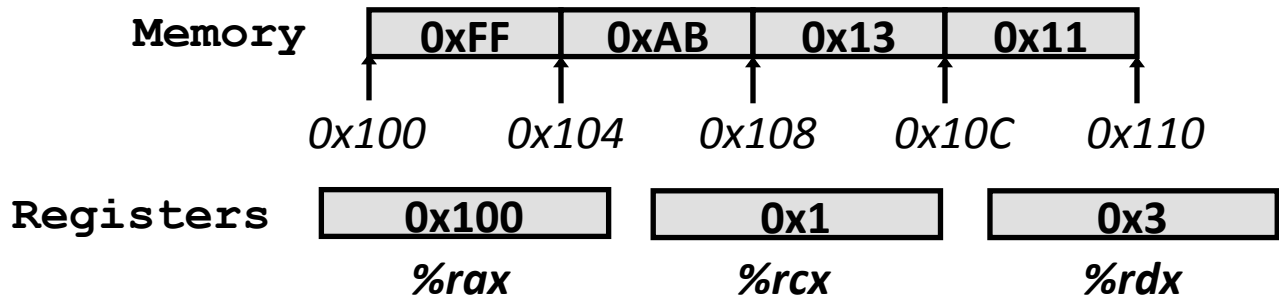 Memory 0xFF 0xAB 0x13 0x11
0x100 0x104 0x108 0x10C 0x110
Registers 0x100 0x1 0x3
%rax %rcx %rdx